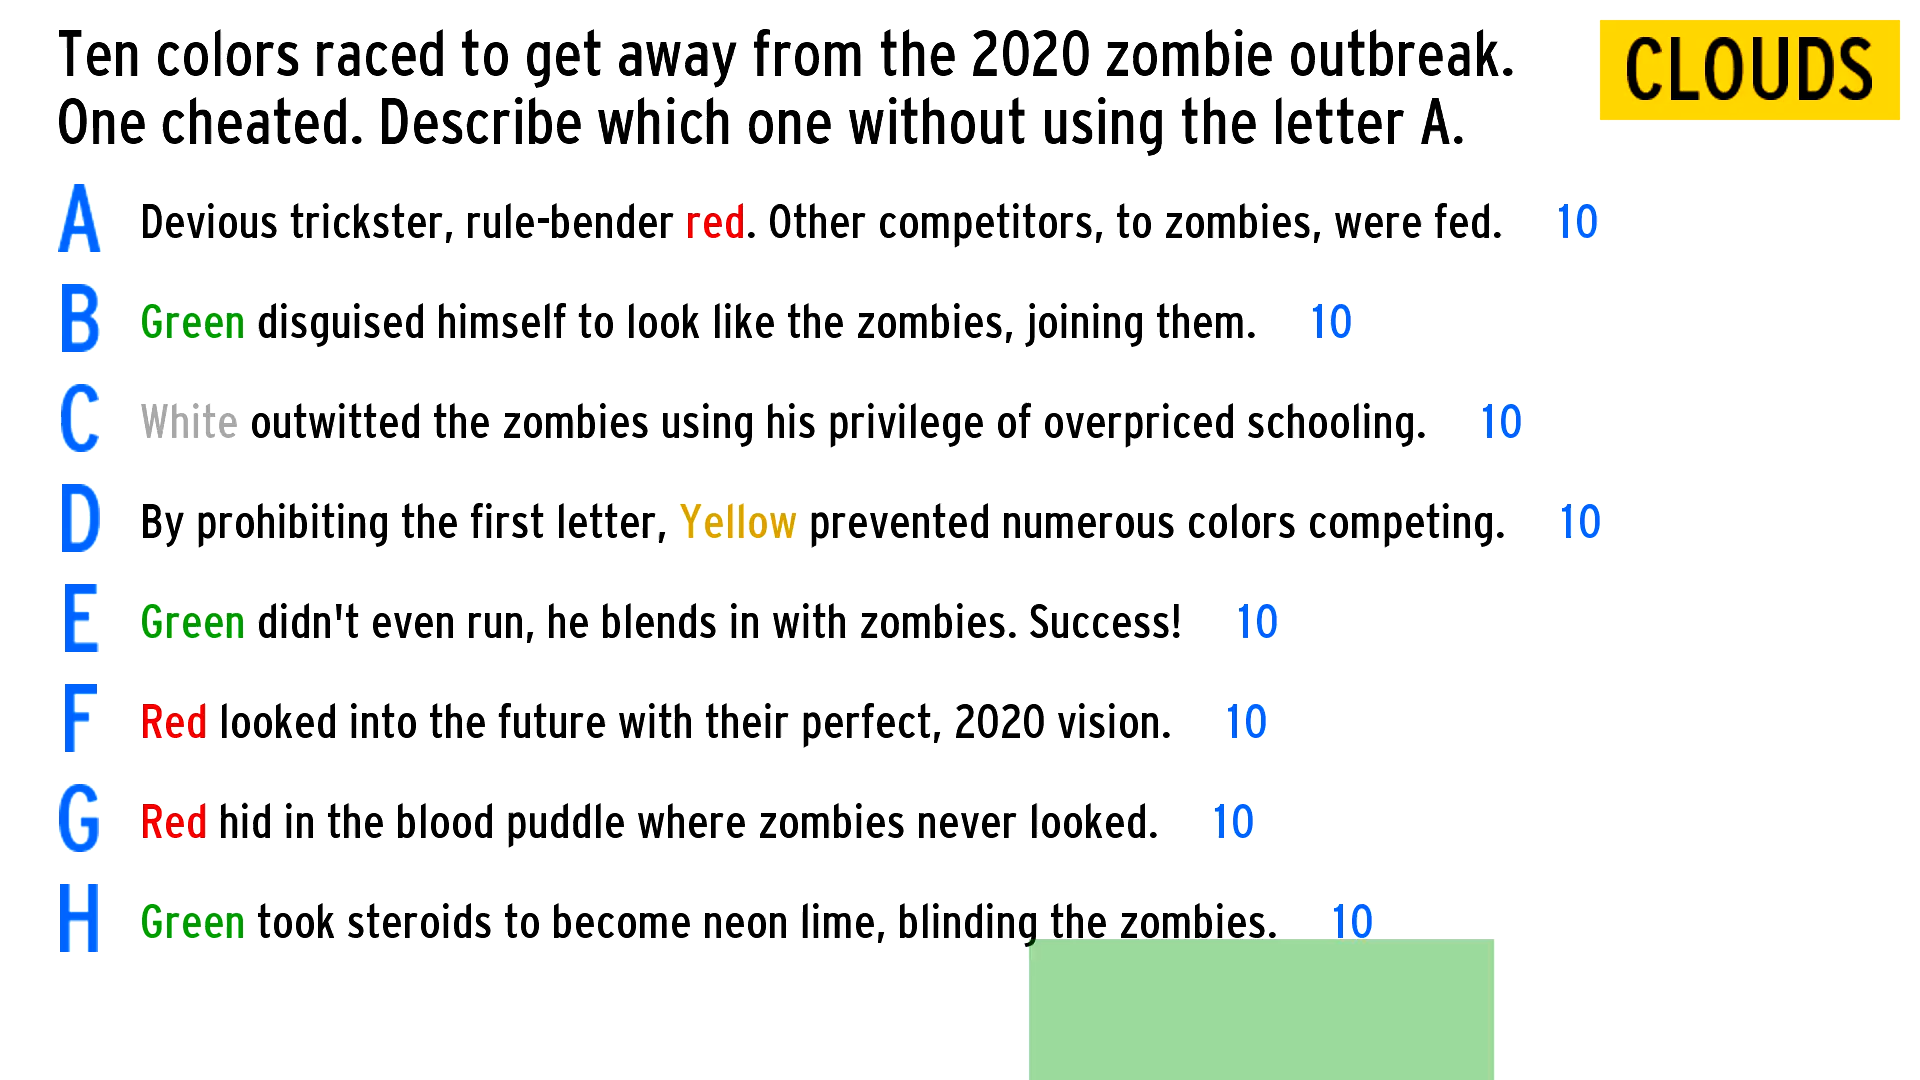 Ten colors raced to get away from the 2020 zombie outbreak.
One cheated. Describe which one without using the letter A.
CLOUDS
A Devious trickster, rule-bender red. Other competitors, to zombies, were fed. 10
B Green disguised himself to look like the zombies, joining them. 10
C White outwitted the zombies using his privilege of overpriced schooling. 10
D By prohibiting the first letter, Yellow prevented numerous colors competing. 10
E Green didn't even run, he blends in with zombies. Success! 10
F Red looked into the future with their perfect, 2020 vision. 10
G Red hid in the blood puddle where zombies never looked. 10
H Green took steroids to become neon lime, blinding the zombies. 10